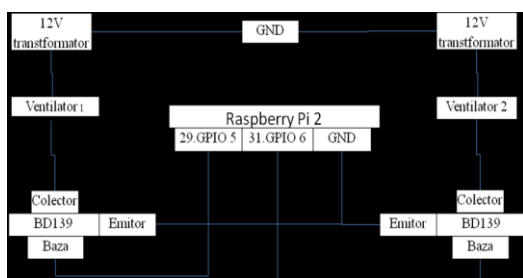 12V
transtformator
GND
12V
transtformator
Ventilator 1
Raspberry Pi 2
Ventilator 2
29.GPIO 5
31.GPIO 6
GND
Colector
BD139
Emitor
Baza
Colector
Emitor
BD139
Baza